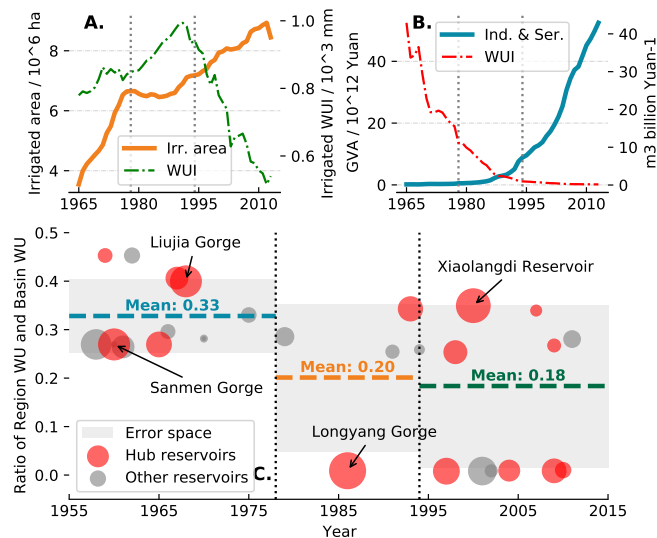 A.
Irrigated area / 10^6 ha
8
6
4
Irr. area
WUI
1965
1980
1995
2010
1.0
0.8
0.6
Irrigated WUI / 10^3 mm
B.
GVA / 10^12 Yuan
40
20
0
Ind. & Ser.
WUI
1965
1980
1995
2010
40
30
20
10
0
m3 billion Yuan-1
Ratio of Region WU and Basin WU
0.5
0.4
0.3
0.2
0.1
0.0
Liujia Gorge
Xiaolangdi Reservoir
Mean: 0.33
Mean: 0.20
Mean: 0.18
Sanmen Gorge
Longyang Gorge
Error space
Hub reservoirs
Other reservoirs
C.
1955
1965
1975
1985
1995
2005
2015
Year